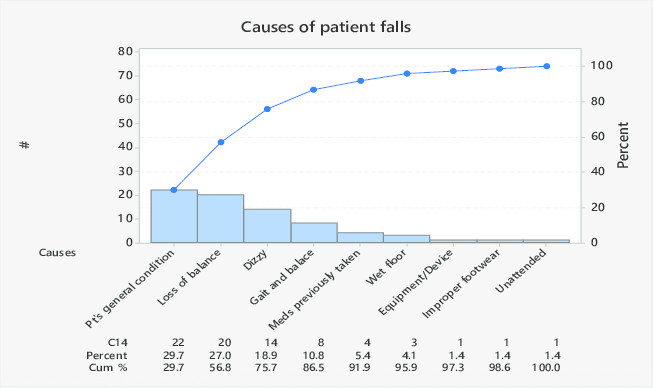 Causes of patient falls
80
70
60
50
40
30
20
10
0
#
100
80
60
40
20
0
Percent
Causes
Pt's general condition
Loss of balance
Dizzy
Gait and balace
Meds previously taken
Wet floor
Equipment/Device
Improper footwear
Unattended
C14 22 20 14 8 4 3 1 1 1
Percent 29.7 27.0 18.9 10.8 5.4 4.1 1.4 1.4 1.4
Cum % 29.7 56.8 75.7 86.5 91.9 95.9 97.3 98.6 100.0